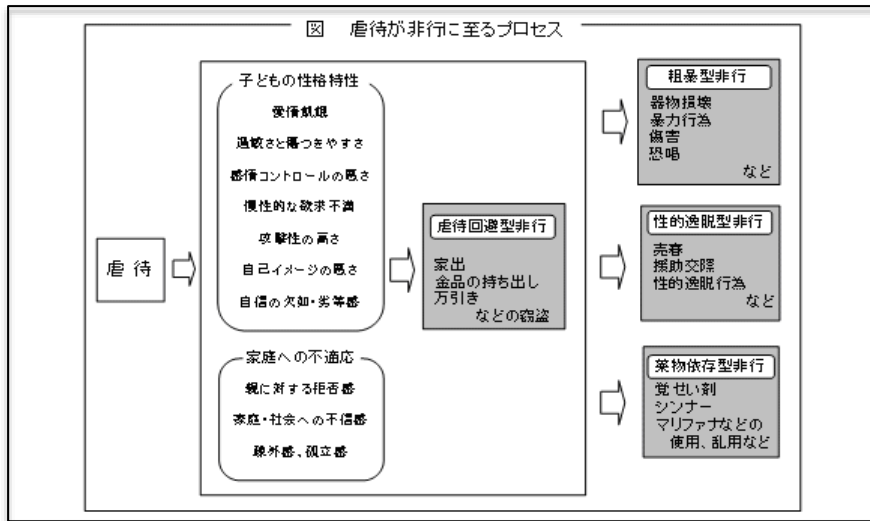 図 虐待が非行に至るプロセス
虐待
子どもの性格特性
愛情飢餓
過敏さと傷つきやすさ
感情コントロールの悪さ
慢性的な欲求不満
攻撃性の高さ
自己イメージの悪さ
自信の欠如・劣等感
家庭への不適応
親に対する拒否感
家庭・社会への不信感
疎外感、孤立感
虐待回避型非行
家出
金品の持ち出し
万引き
などの窃盗
粗暴型非行
器物損壊
暴力行為
傷害
恐喝
など
性的逸脱型非行
売春
援助交際
性的逸脱行為
など
薬物依存型非行
覚せい剤
シンナー
マリファナなどの
使用、乱用など